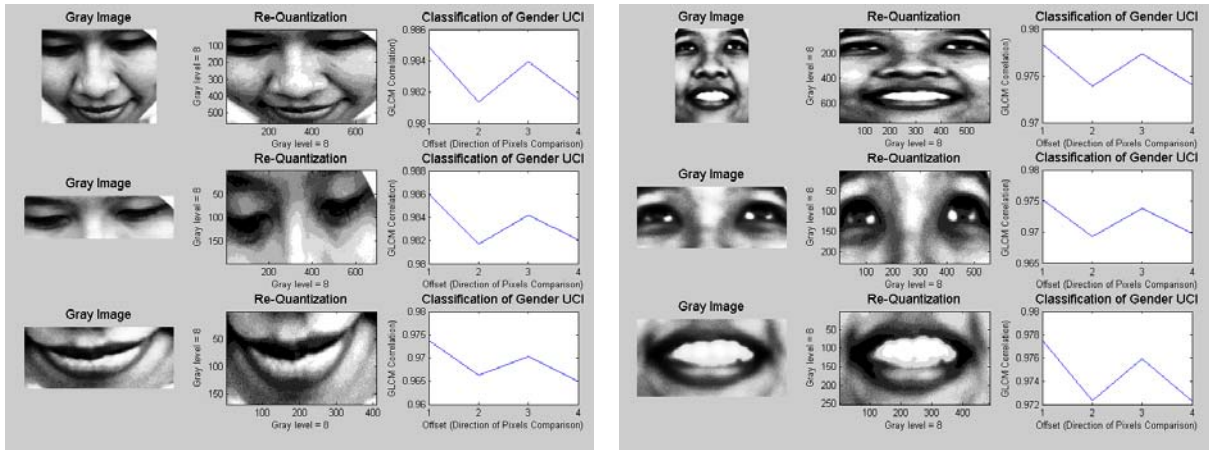 Gray Image
Re-Quantization
Classification of Gender UCI
Gray level = 8
0
200
400
600
200 400 600
Gray level = 8
GLCM Correlation)
0.986
0.984
0.982
0.98
1 2 3 4
Offset (Direction of Pixels Comparison)
Gray Image
Re-Quantization
Classification of Gender UCI
Gray level = 8
50
100
150
200 400 600
Gray level = 8
GLCM Correlation)
0.988
0.986
0.984
0.982
0.98
1 2 3 4
Offset (Direction of Pixels Comparison)
Gray Image
Re-Quantization
Classification of Gender UCI
Gray level = 8
50
100
150
100 200 300 400
Gray level = 8
GLCM Correlation)
0.98
0.975
0.97
0.965
0.96
1 2 3 4
Offset (Direction of Pixels Comparison)
Gray Image
Re-Quantization
Classification of Gender UCI
Gray level = 8
0
200
400
600
100 200 300 400 500
Gray level = 8
GLCM Correlation)
0.98
0.975
0.97
1 2 3 4
Offset (Direction of Pixels Comparison)
Gray Image
Re-Quantization
Classification of Gender UCI
Gray level = 8
50
100
150
200
100 200 300 400 500
Gray level = 8
GLCM Correlation)
0.98
0.975
0.97
0.965
1 2 3 4
Offset (Direction of Pixels Comparison)
Gray Image
Re-Quantization
Classification of Gender UCI
Gray level = 8
50
100
150
200
250
100 200 300 400
Gray level = 8
GLCM Correlation)
0.98
0.978
0.976
0.974
0.972
1 2 3 4
Offset (Direction of Pixels Comparison)